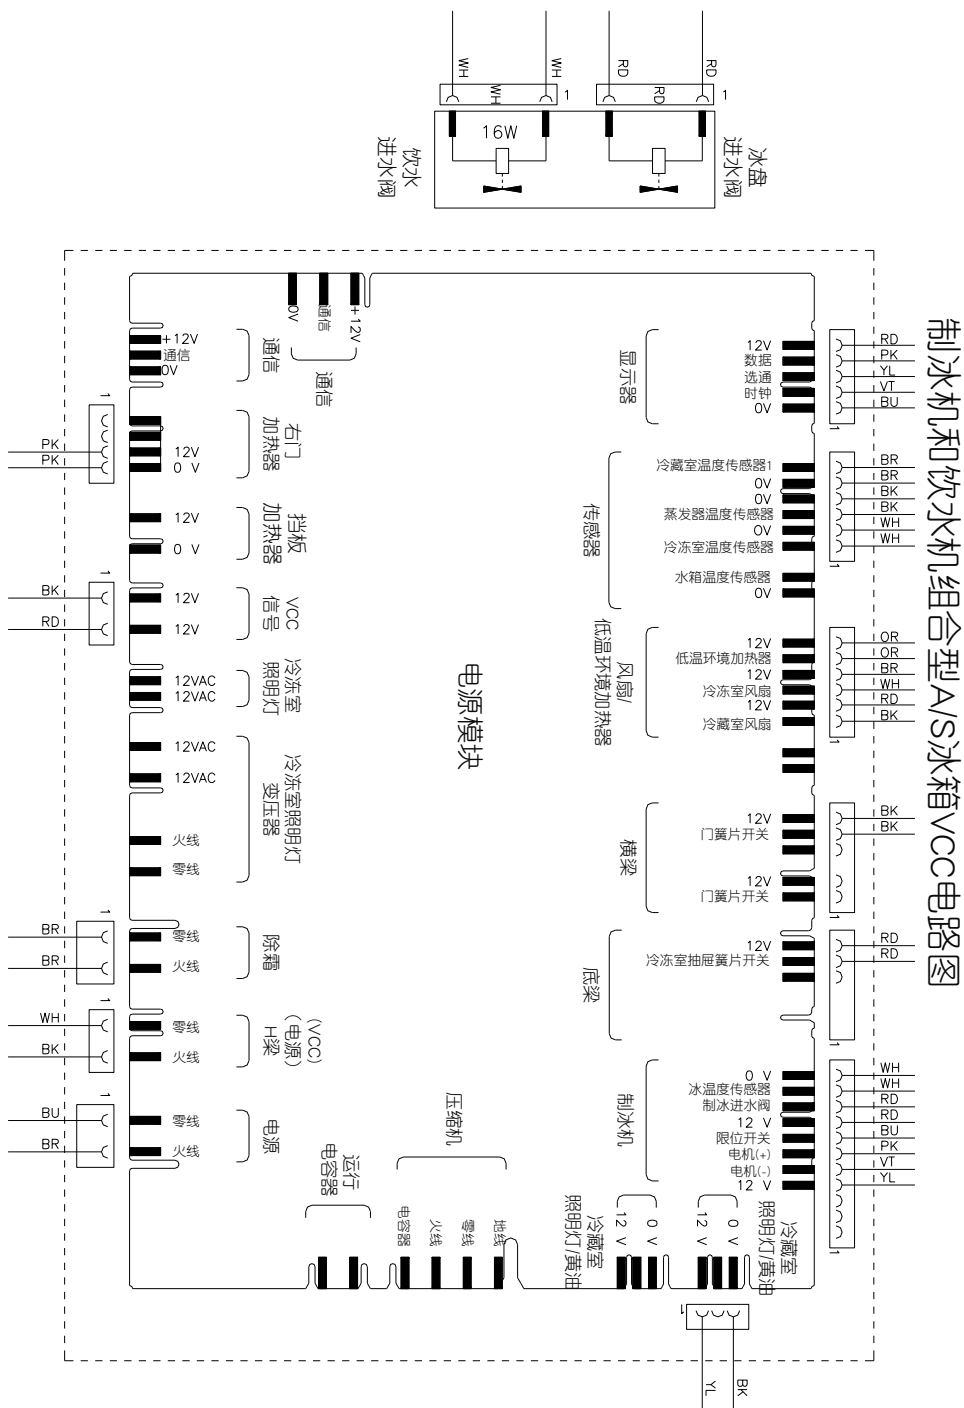 制冰机和饮水机组合型A/S冰箱VCC电路图
WH
WH
WH
1
RD
RD
RD
1
16W
饮水
进水阀
冰盘
进水阀
0V
通信
+12V
通信
+12V
通信
0V
通信
1
PK
PK
12V
0 V
右门
加热器
12V
0 V
挡板
加热器
1
BK
RD
12V
12V
VCC
信号
12VAC
12VAC
冷冻室
照明灯
12VAC
12VAC
火线
零线
冷冻室照明灯
变压器
1
BR
BR
零线
火线
除霜
1
WH
BK
零线
火线
(VCC)
(电源)
H梁
1
BU
BR
零线
火线
电源
电源模块
显示器
12V
数据
选通
时钟
0V
RD
PK
YL
VT
BU
1
传感器
冷藏室温度传感器1
0V
0V
蒸发器温度传感器
0V
冷冻室温度传感器
水箱温度传感器
0V
BR
BR
BK
BK
WH
WH
1
风扇/
低温环境加热器
12V
低温环境加热器
12V
冷冻室风扇
12V
冷藏室风扇
OR
OR
BR
WH
RD
BK
1
横梁
12V
门簧片开关
12V
门簧片开关
BK
BK
1
底梁
12V
冷冻室抽屉簧片开关
RD
RD
1
制冰机
0 V
冰温度传感器
制冰进水阀
12 V
限位开关
电机(+)
电机(-)
12 V
WH
WH
RD
RD
BU
PK
VT
YL
1
运行
电容器
压缩机
电容器
火线
零线
地线
冷藏室
照明灯/黄油
12 V
0 V
冷藏室
照明灯/黄油
12 V
0 V
1
YL
BK